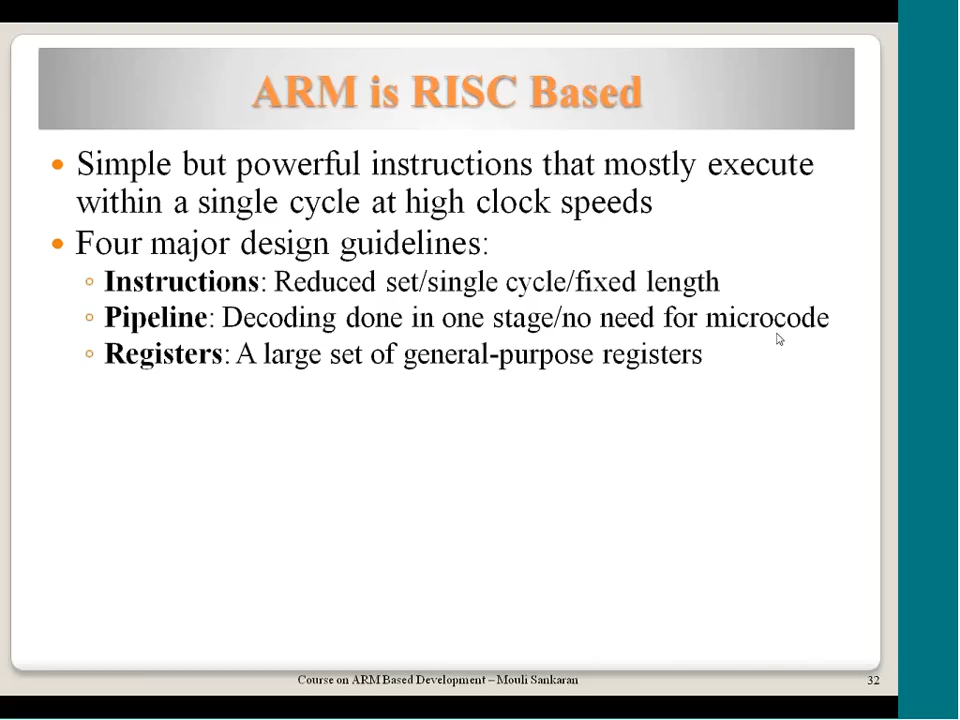 ARM is RISC Based
Simple but powerful instructions that mostly execute
within a single cycle at high clock speeds
Four major design guidelines:
Instructions: Reduced set/single cycle/fixed length
Pipeline: Decoding done in one stage/no need for microcode
Registers: A large set of general-purpose registers
Course on ARM Based Development – Mouli Sankaran
32